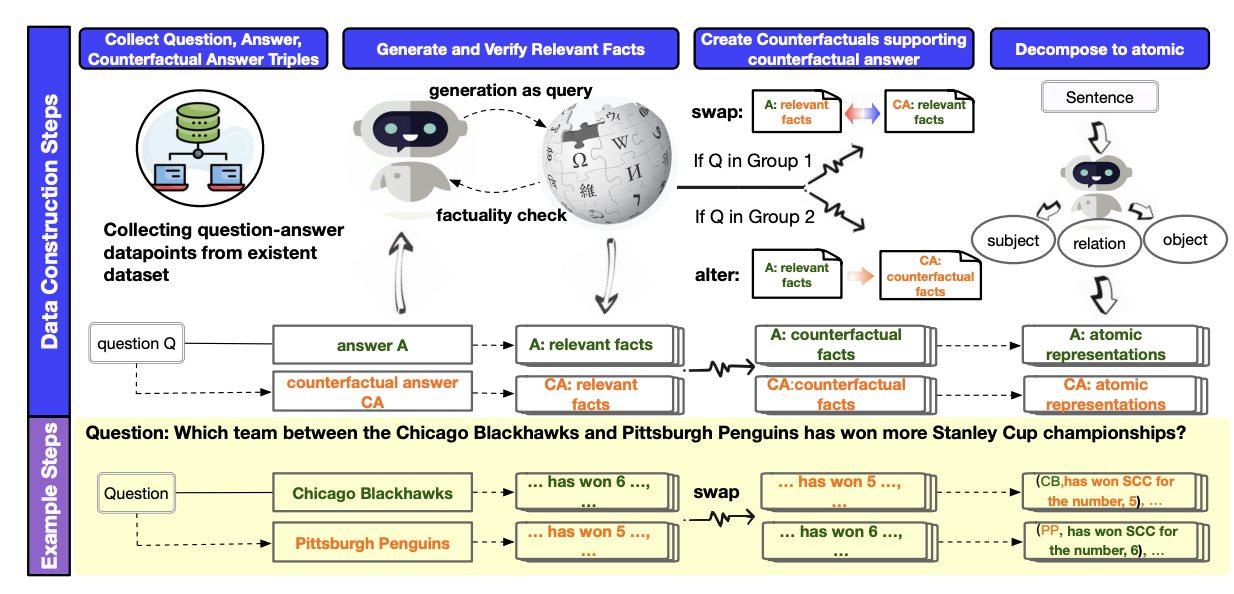 Data Construction Steps
Collect Question, Answer,
Counterfactual Answer Triples
Generate and Verify Relevant Facts
Create Counterfactuals supporting
counterfactual answer
Decompose to atomic
Collecting question-answer
datapoints from existent
dataset
generation as query
factuality check
Ω
W
И
維
7
swap:
A: relevant
facts
CA: relevant
facts
If Q in Group 1
If Q in Group 2
alter:
A: relevant
facts
CA:
counterfactual
facts
Sentence
subject
relation
object
question Q
answer A
A: relevant facts
A: counterfactual
facts
A: atomic
representations
counterfactual answer
CA
CA: relevant
facts
CA:counterfactual
facts
CA: atomic
representations
Example Steps
Question: Which team between the Chicago Blackhawks and Pittsburgh Penguins has won more Stanley Cup championships?
Question
Chicago Blackhawks
... has won 6 ...,
...
swap
... has won 5 ...,
...
(CB,has won SCC for
the number, 5), ...
Pittsburgh Penguins
... has won 5 ...,
...
... has won 6 ...,
...
(PP, has won SCC for
the number, 6), ...